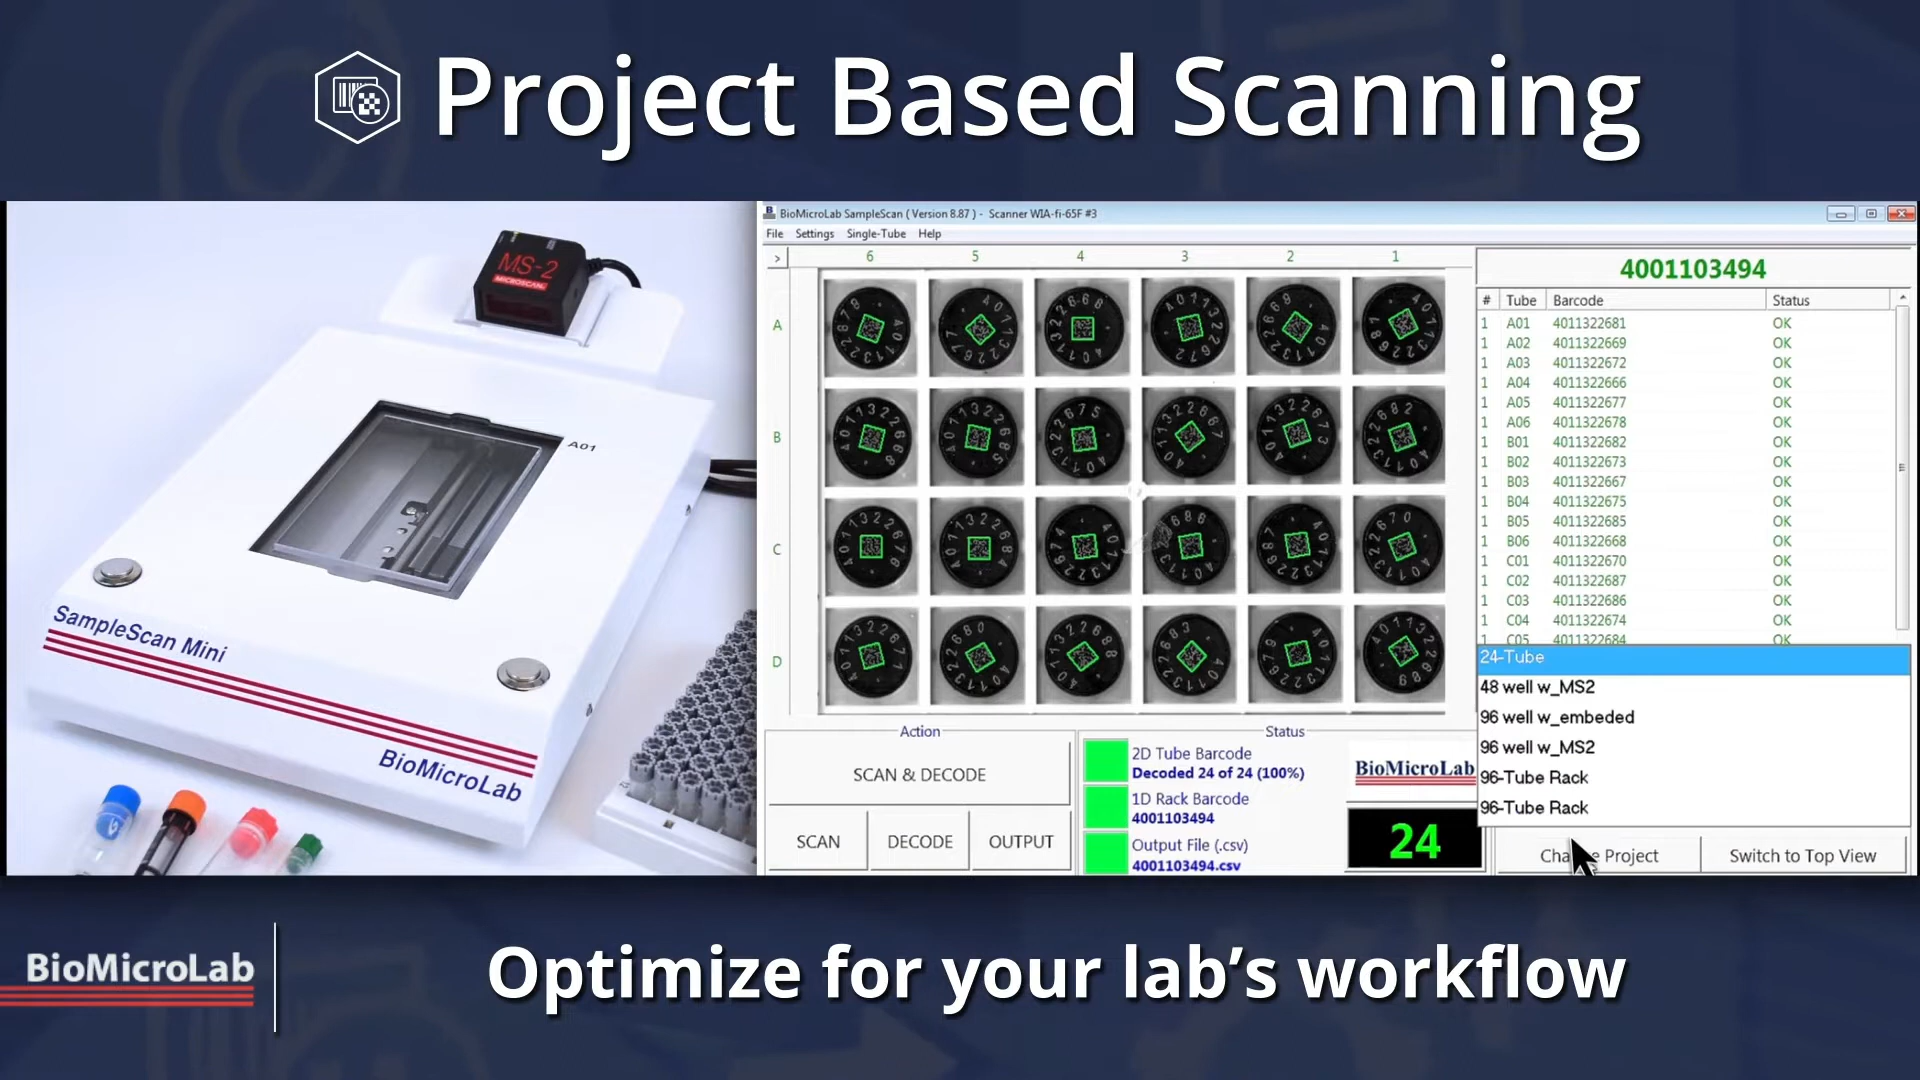 Project Based Scanning
MS-2
MICROSCAN
A01
SampleScan Mini
BioMicroLab
BioMicroLab SampleScan ( Version 8.87 ) - Scanner WIA-fi-65F #3
File Settings Single-Tube Help
> 6 5 4 3 2 1
A
B
C
D
4001103494
# Tube Barcode Status
1 A01 4011322681 OK
1 A02 4011322669 OK
1 A03 4011322672 OK
1 A04 4011322666 OK
1 A05 4011322677 OK
1 A06 4011322678 OK
1 B01 4011322682 OK
1 B02 4011322673 OK
1 B03 4011322667 OK
1 B04 4011322675 OK
1 B05 4011322685 OK
1 B06 4011322668 OK
1 C01 4011322670 OK
1 C02 4011322687 OK
1 C03 4011322686 OK
1 C04 4011322674 OK
1 C05 4011322684 OK
24-Tube
48 well w_MS2
96 well w_embeded
96 well w_MS2
96-Tube Rack
96-Tube Rack
Action
SCAN & DECODE
SCAN DECODE OUTPUT
Status
2D Tube Barcode
Decoded 24 of 24 (100%)
1D Rack Barcode
4001103494
Output File (.csv)
4001103494.csv
BioMicroLab
24
Project Switch to Top View
BioMicroLab
Optimize for your lab’s workflow